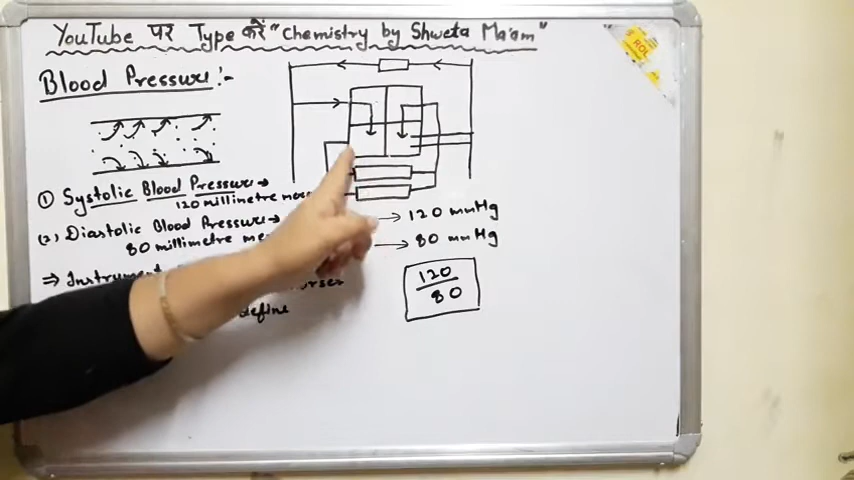 YouTube पर Type करें "Chemistry by Shweta Ma'am"
Blood Pressure :-
① Systolic Blood Pressure →
120 millimetre
(2) Diastolic Blood Pressure →
80 millimetre
→ 120 mmHg
→ 80 mmHg
120
80
⇒ Instrument
define
ROL